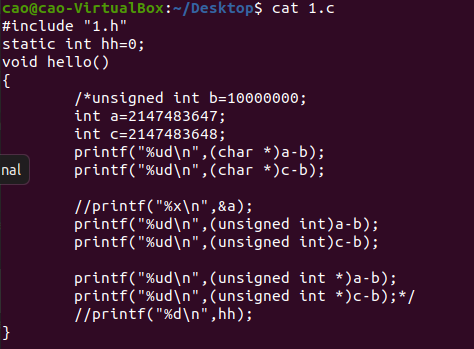 cao@cao-VirtualBox:~/Desktop$ cat 1.c
#include "1.h"
static int hh=0;
void hello()
{
        /*unsigned int b=10000000;
        int a=2147483647;
        int c=2147483648;
        printf("%ud\n",(char *)a-b);
        printf("%ud\n",(char *)c-b);
nal
        //printf("%x\n",&a);
        printf("%ud\n",(unsigned int)a-b);
        printf("%ud\n",(unsigned int)c-b);

        printf("%ud\n",(unsigned int *)a-b);
        printf("%ud\n",(unsigned int *)c-b);*/
        //printf("%d\n",hh);
}